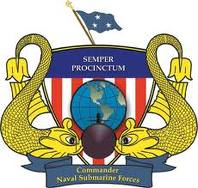 SEMPER
PROCINCTUM
Commander
Naval Submarine Forces